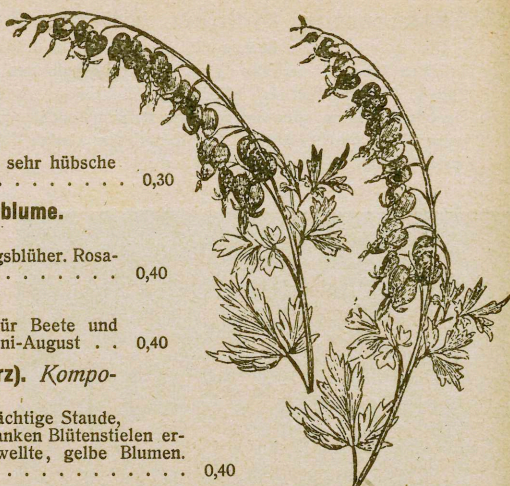 sehr hübsche
. . . . . . . 0,30
blume.
gsblüher. Rosa-
. . . . . . . 0,40
ür Beete und
ni-August . . 0,40
rz). Kompo-
ächtige Staude,
anken Blütenstielen er-
wellte, gelbe Blumen.
. . . . . . . . . . . . 0,40